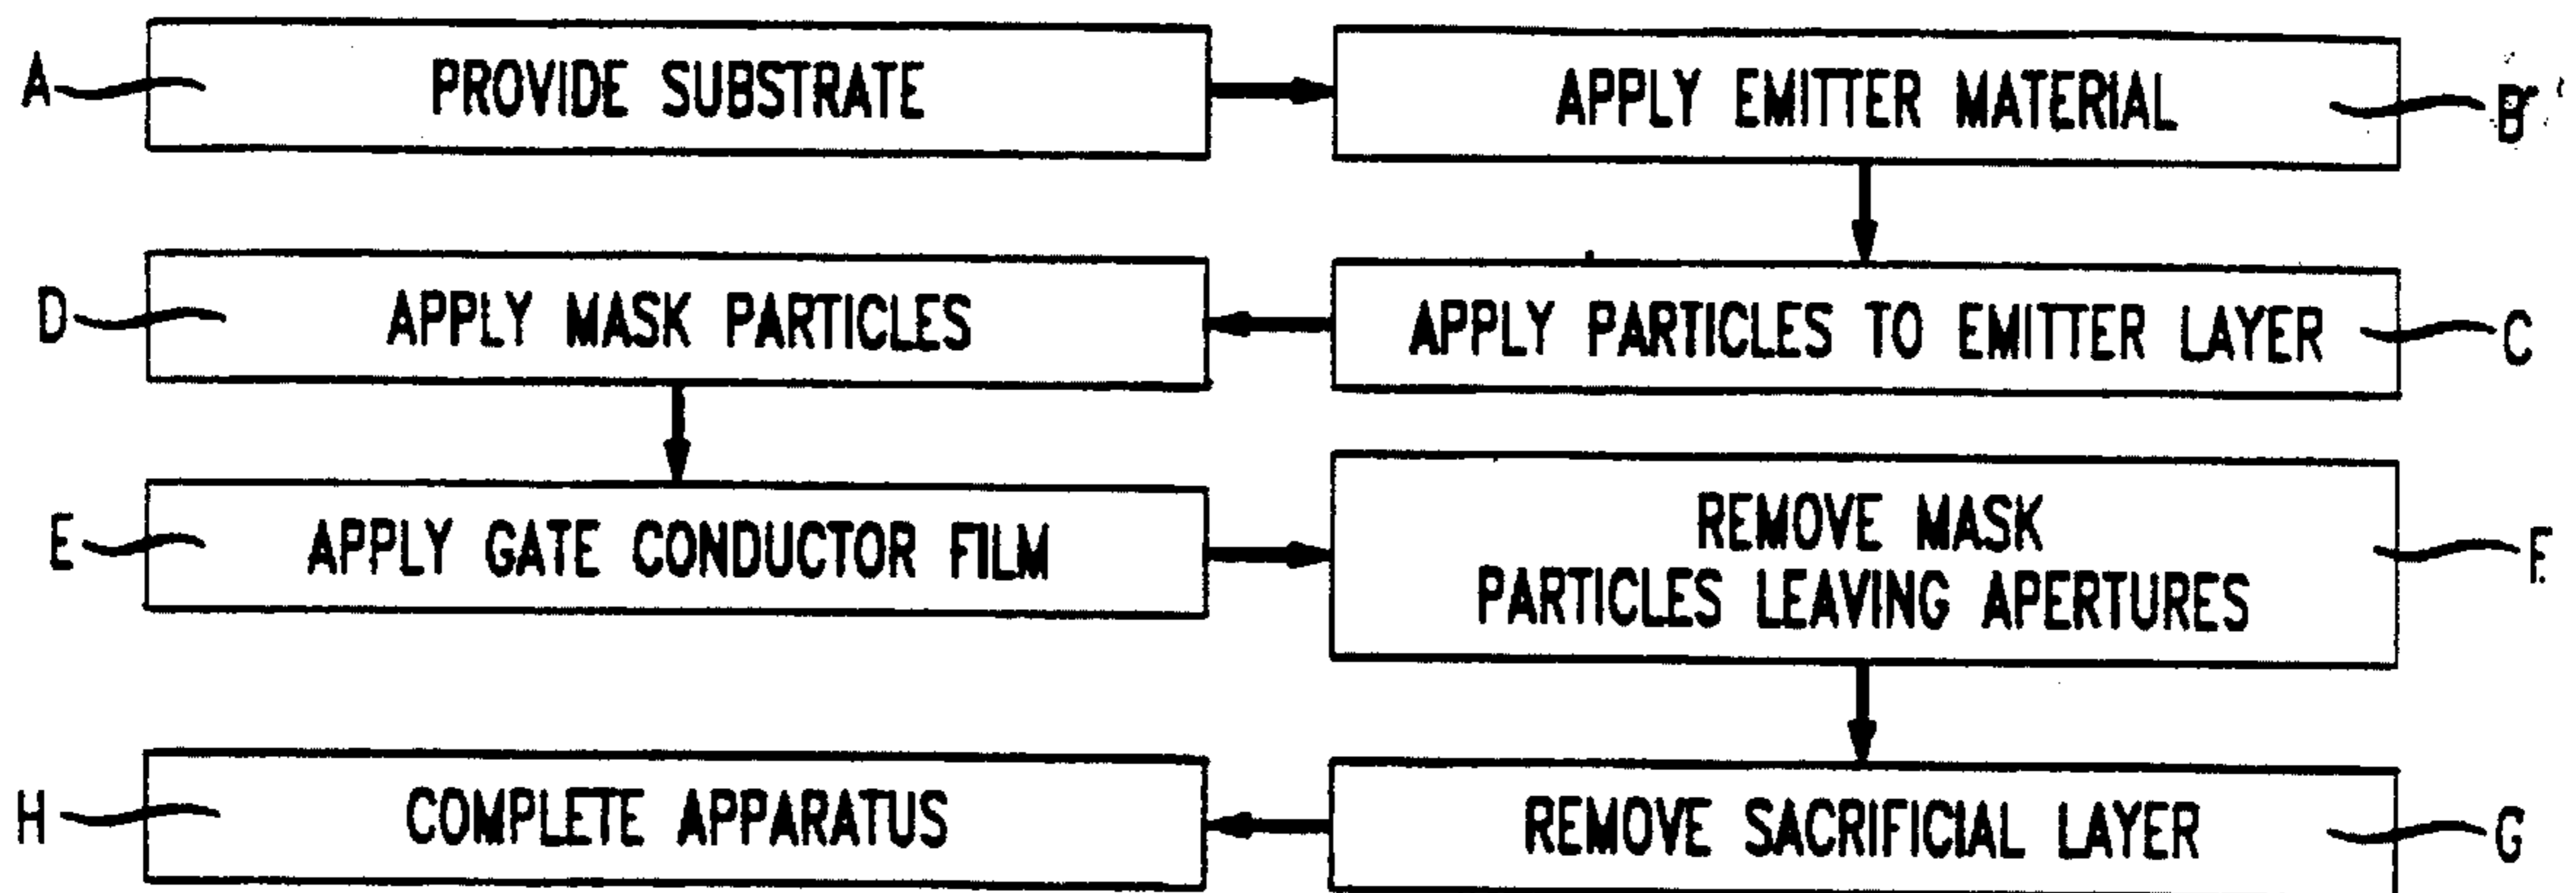 A
PROVIDE SUBSTRATE
APPLY EMITTER MATERIAL
B
D
APPLY MASK PARTICLES
APPLY PARTICLES TO EMITTER LAYER
C
E
APPLY GATE CONDUCTOR FILM
REMOVE MASK
PARTICLES LEAVING APERTURES
F
H
COMPLETE APPARATUS
REMOVE SACRIFICIAL LAYER
G